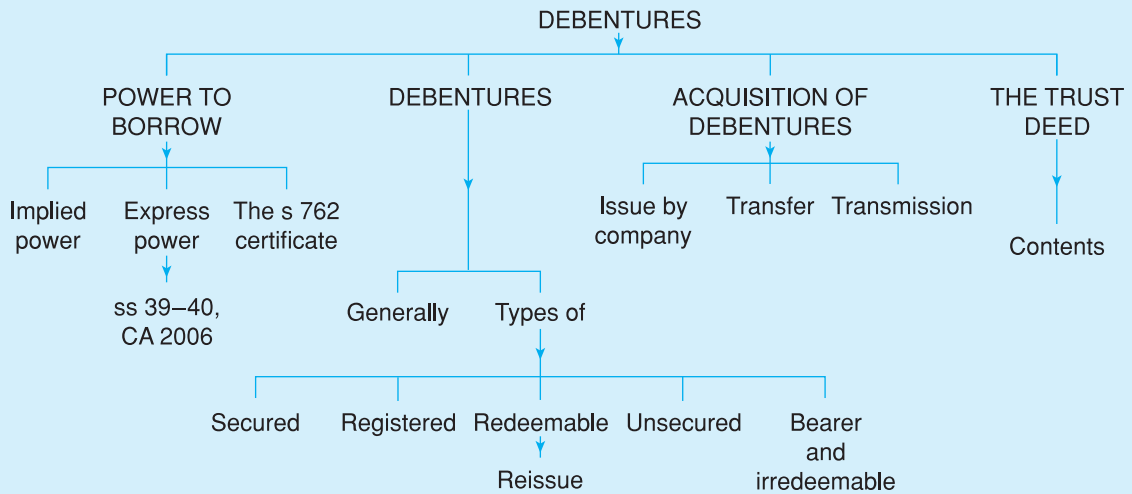 DEBENTURES
POWER TO
BORROW
DEBENTURES
ACQUISITION OF
DEBENTURES
THE TRUST
DEED
Implied
power
Express
power
The s 762
certificate
Issue by
company
Transfer
Transmission
Contents
ss 39–40,
CA 2006
Generally
Types of
Secured
Registered
Redeemable
Unsecured
Bearer
and
irredeemable
Reissue